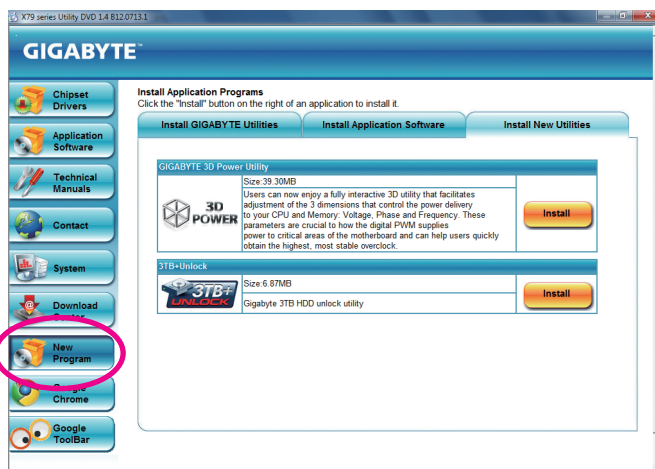 X79 series Utility DVD 1.4 B12.0713.1
GIGABYTE™
Chipset
Drivers
Application
Software
Technical
Manuals
Contact
System
Download
New
Program
Google
Chrome
Google
ToolBar
Install Application Programs
Click the "Install" button on the right of an application to install it.
Install GIGABYTE Utilities
Install Application Software
Install New Utilities
GIGABYTE 3D Power Utility
3D
POWER
Size:39.30MB
Users can now enjoy a fully interactive 3D utility that facilitates
adjustment of the 3 dimensions that control the power delivery
to your CPU and Memory: Voltage, Phase and Frequency. These
parameters are crucial to how the digital PWM supplies
power to critical areas of the motherboard and can help users quickly
obtain the highest, most stable overclock.
Install
3TB+Unlock
3TB+
UNLOCK
Size:6.87MB
Gigabyte 3TB HDD unlock utility
Install